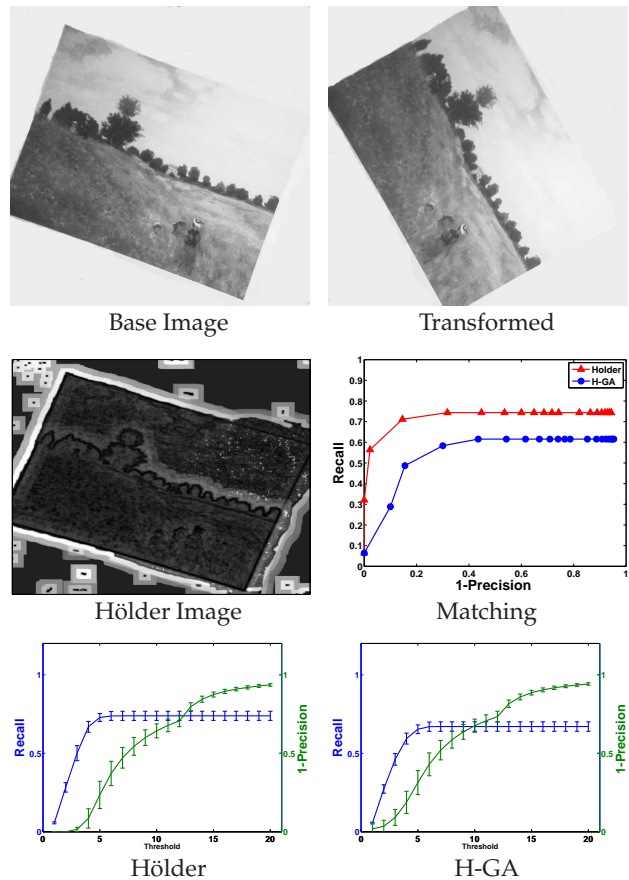 Base Image
Transformed
Hölder Image
1
0.9
0.8
0.7
0.6
0.5
0.4
0.3
0.2
0.1
0
0 0.2 0.4 0.6 0.8 1
Recall
1-Precision
Holder
H-GA
Matching
1
0.5
0
Recall
0 5 10 15 20
Threshold
1
0.5
0
1-Precision
Hölder
1
0.5
0
Recall
0 5 10 15 20
Threshold
1
0.5
0
1-Precision
H-GA